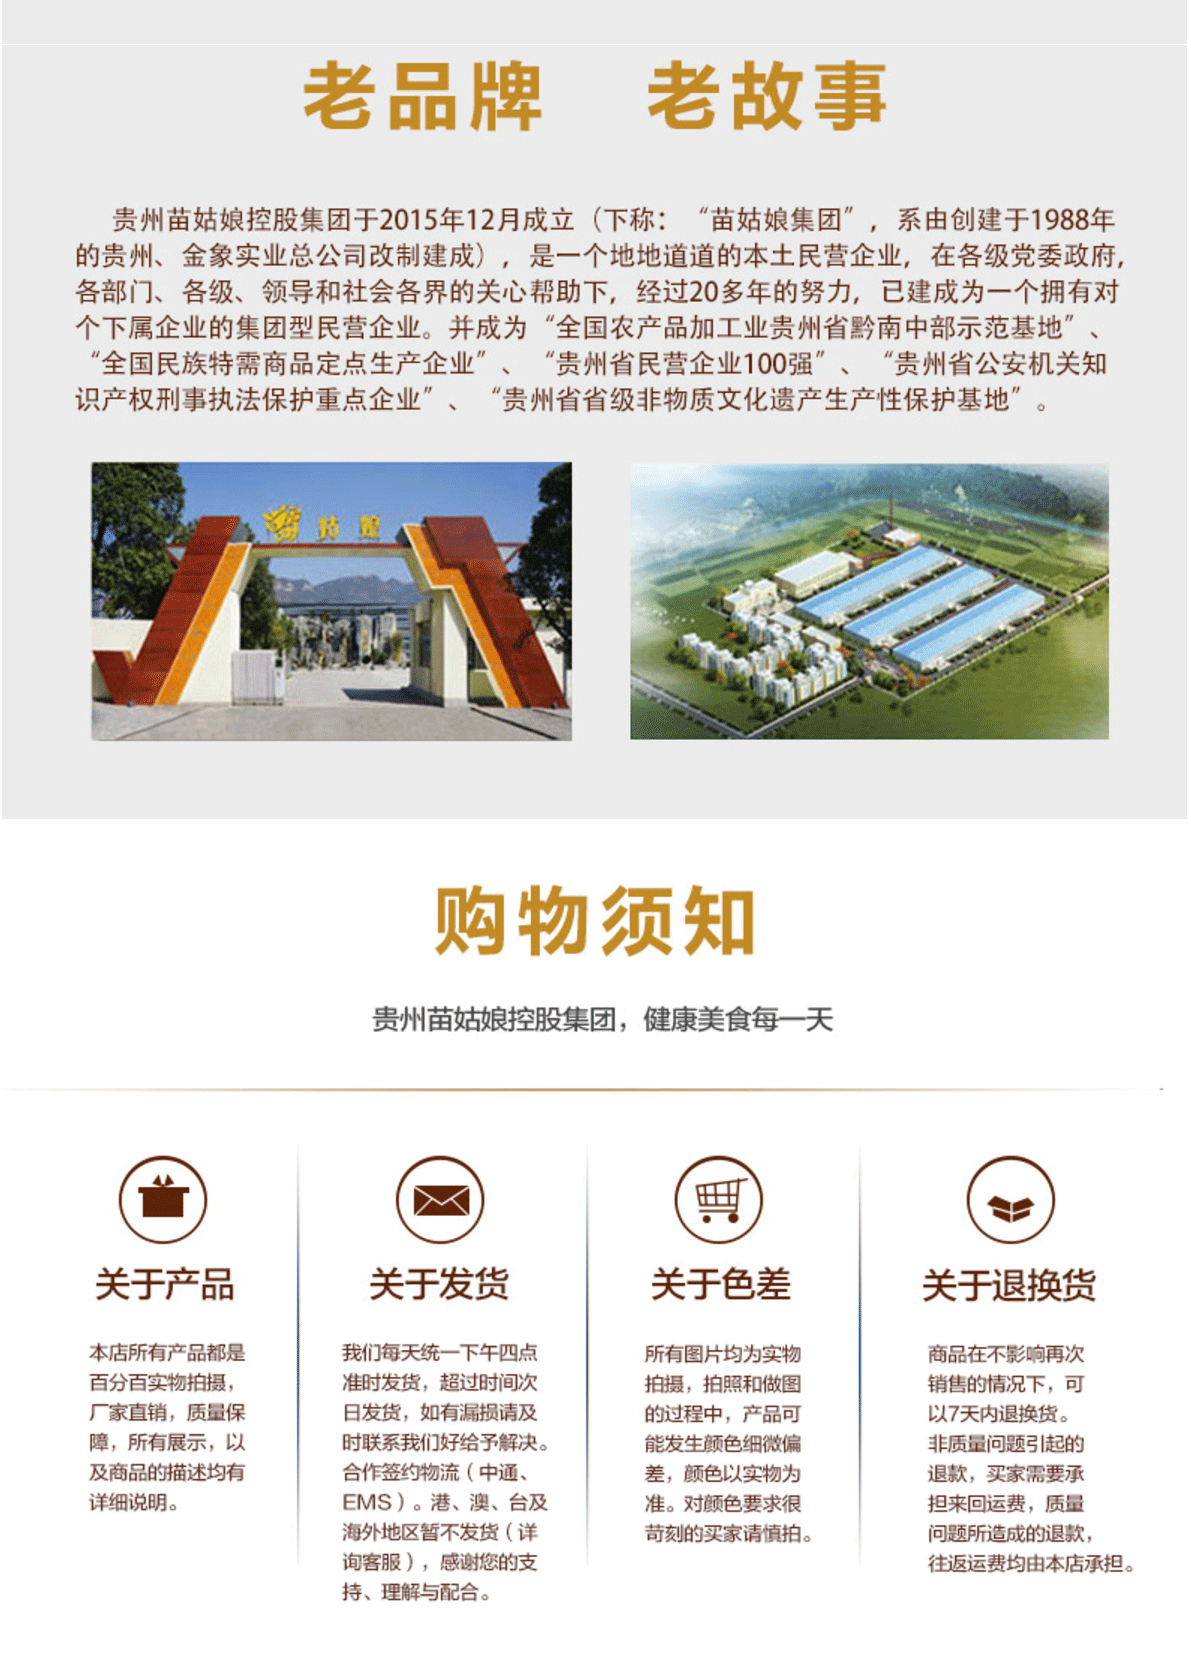 老品牌 老故事
贵州苗姑娘控股集团于2015年12月成立（下称：“苗姑娘集团”，系由创建于1988年
的贵州、金象实业总公司改制建成），是一个地地道道的本土民营企业，在各级党委政府，
各部门、各级、领导和社会各界的关心帮助下，经过20多年的努力，已建成为一个拥有对
个下属企业的集团型民营企业。并成为“全国农产品加工业贵州省黔南中部示范基地”、
“全国民族特需商品定点生产企业”、“贵州省民营企业100强”、“贵州省公安机关知
识产权刑事执法保护重点企业”、“贵州省省级非物质文化遗产生产性保护基地”。
苗姑娘
购物须知
贵州苗姑娘控股集团，健康美食每一天
关于产品
本店所有产品都是
百分百实物拍摄，
厂家直销，质量保
障，所有展示，以
及商品的描述均有
详细说明。
关于发货
我们每天统一下午四点
准时发货，超过时间次
日发货，如有漏损请及
时联系我们好给予解决。
合作签约物流（中通、
EMS）。港、澳、台及
海外地区暂不发货（详
询客服），感谢您的支
持、理解与配合。
关于色差
所有图片均为实物
拍摄，拍照和做图
的过程中，产品可
能发生颜色细微偏
差，颜色以实物为
准。对颜色要求很
苛刻的买家请慎拍。
关于退换货
商品在不影响再次
销售的情况下，可
以7天内退换货。
非质量问题引起的
退款，买家需要承
担来回运费，质量
问题所造成的退款，
往返运费均由本店承担。